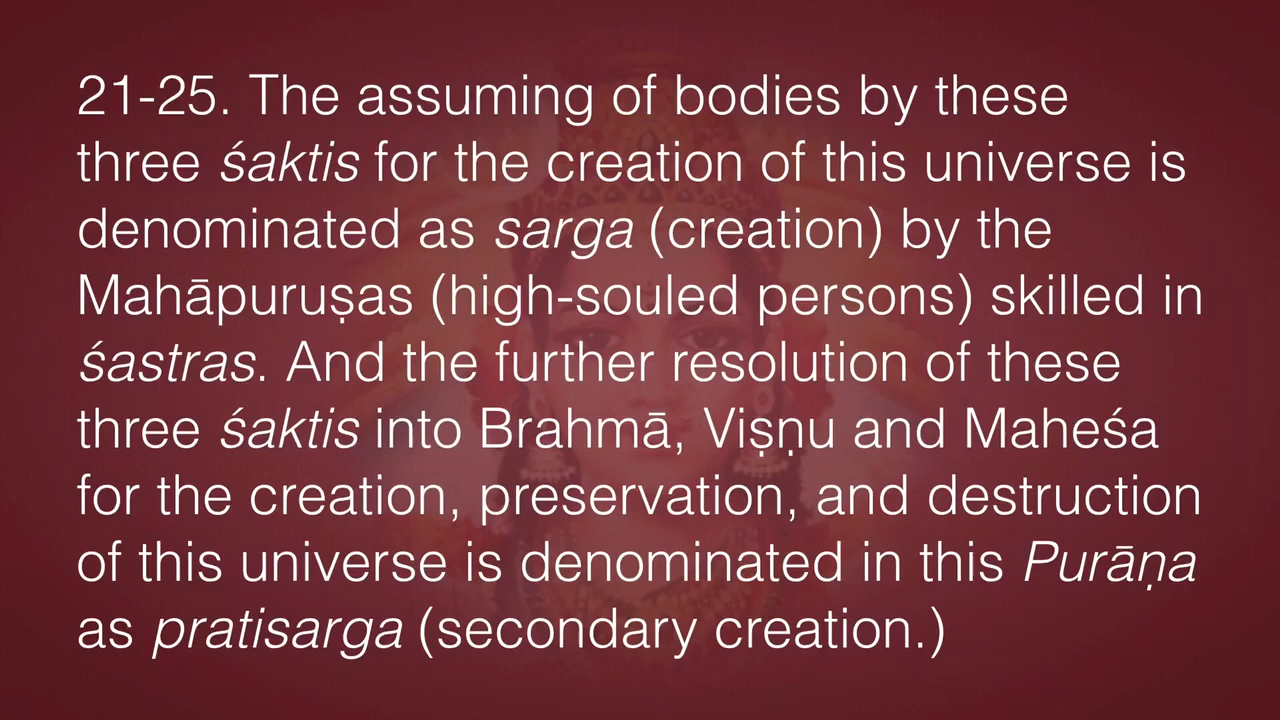 21-25. The assuming of bodies by these
three śaktis for the creation of this universe is
denominated as sarga (creation) by the
Mahāpuruṣas (high-souled persons) skilled in
śastras. And the further resolution of these
three śaktis into Brahmā, Viṣṇu and Maheśa
for the creation, preservation, and destruction
of this universe is denominated in this Purāṇa
as pratisarga (secondary creation.)